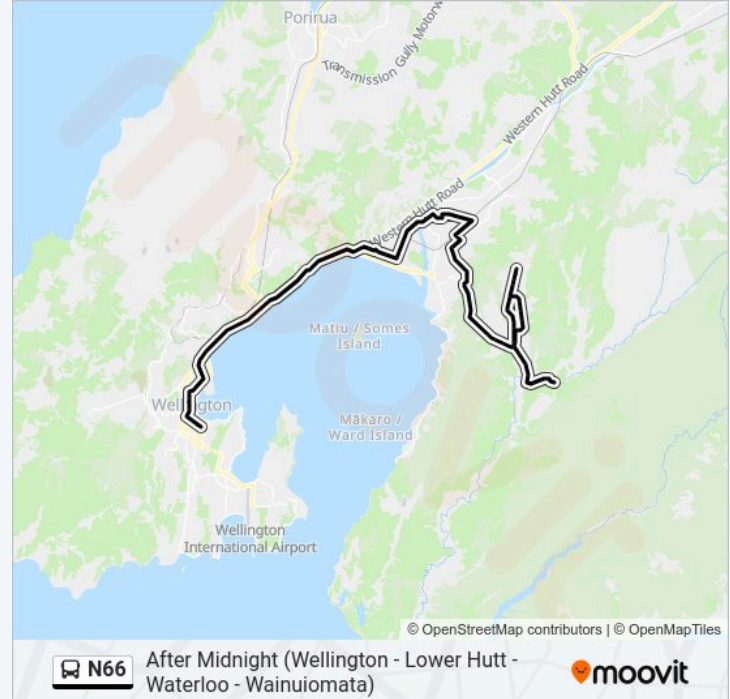 Porirua
Transmission Gully Motorw
Western Hutt Road
Western Hutt Road
Matiu / Somes
Island
Wellington
Mākaro /
Ward Island
Wellington
International Airport
© OpenStreetMap contributors | © OpenMapTiles
N66
After Midnight (Wellington - Lower Hutt -
Waterloo - Wainuiomata)
moovit